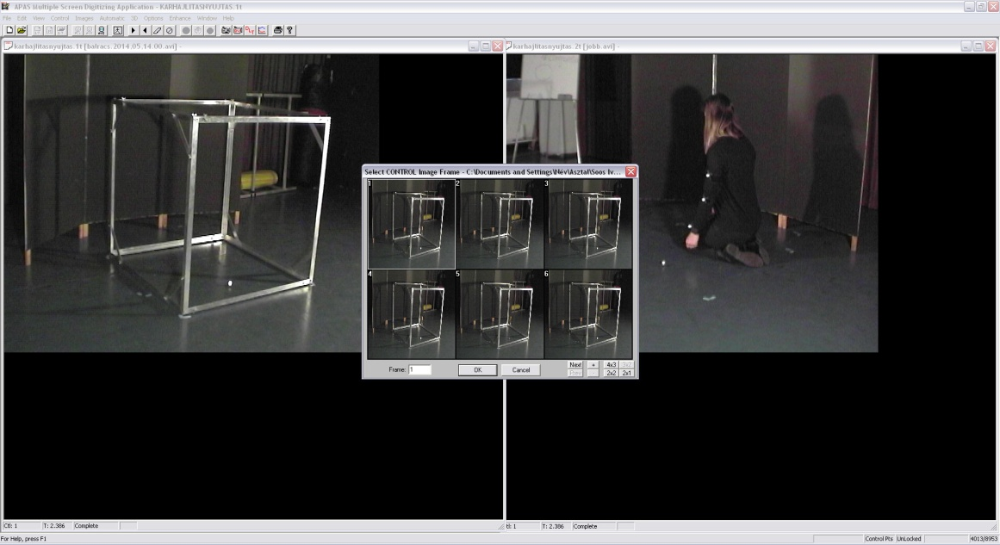 APAS Multiple Screen Digitizing Application - KARHAJLITASNYUJTAS.1t
File Edit View Control Images Automatic 3D Options Enhance Window Help
karhajlitasnyujtas.1t [balracs.2014.05.14.00.avi] -
karhajlitasnyujtas.2t [jobb.avi] -
Select CONTROL Image Frame - C:\Documents and Settings\Név\Asztal\Soos Iv...
1 2 3
4 5 6
Frame: 1 OK Cancel
Next + 4x3 3x2
Prev 2x2 2x1
Ctl: 1 T: 2.386 Complete
tl: 1 T: 2.386 Complete
For Help, press F1
Control Pts UnLocked 4013/8953